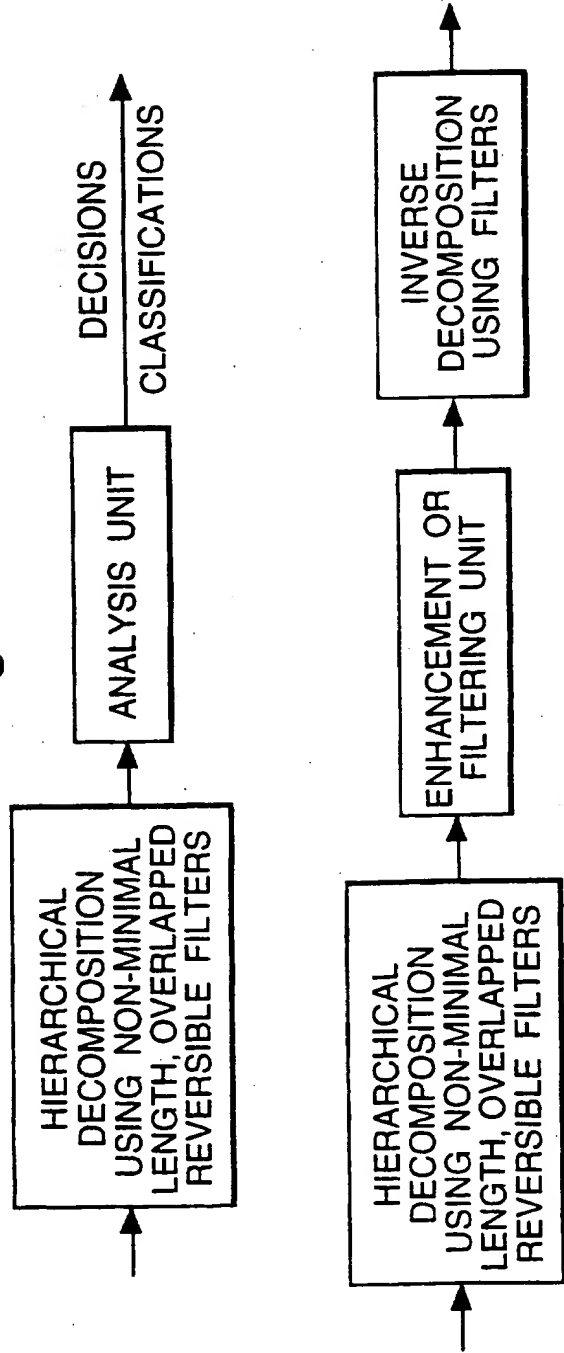 HIERARCHICAL
DECOMPOSITION
USING NON-MINIMAL
LENGTH, OVERLAPPED
REVERSIBLE FILTERS
ANALYSIS UNIT
DECISIONS
CLASSIFICATIONS
HIERARCHICAL
DECOMPOSITION
USING NON-MINIMAL
LENGTH, OVERLAPPED
REVERSIBLE FILTERS
ENHANCEMENT OR
FILTERING UNIT
INVERSE
DECOMPOSITION
USING FILTERS